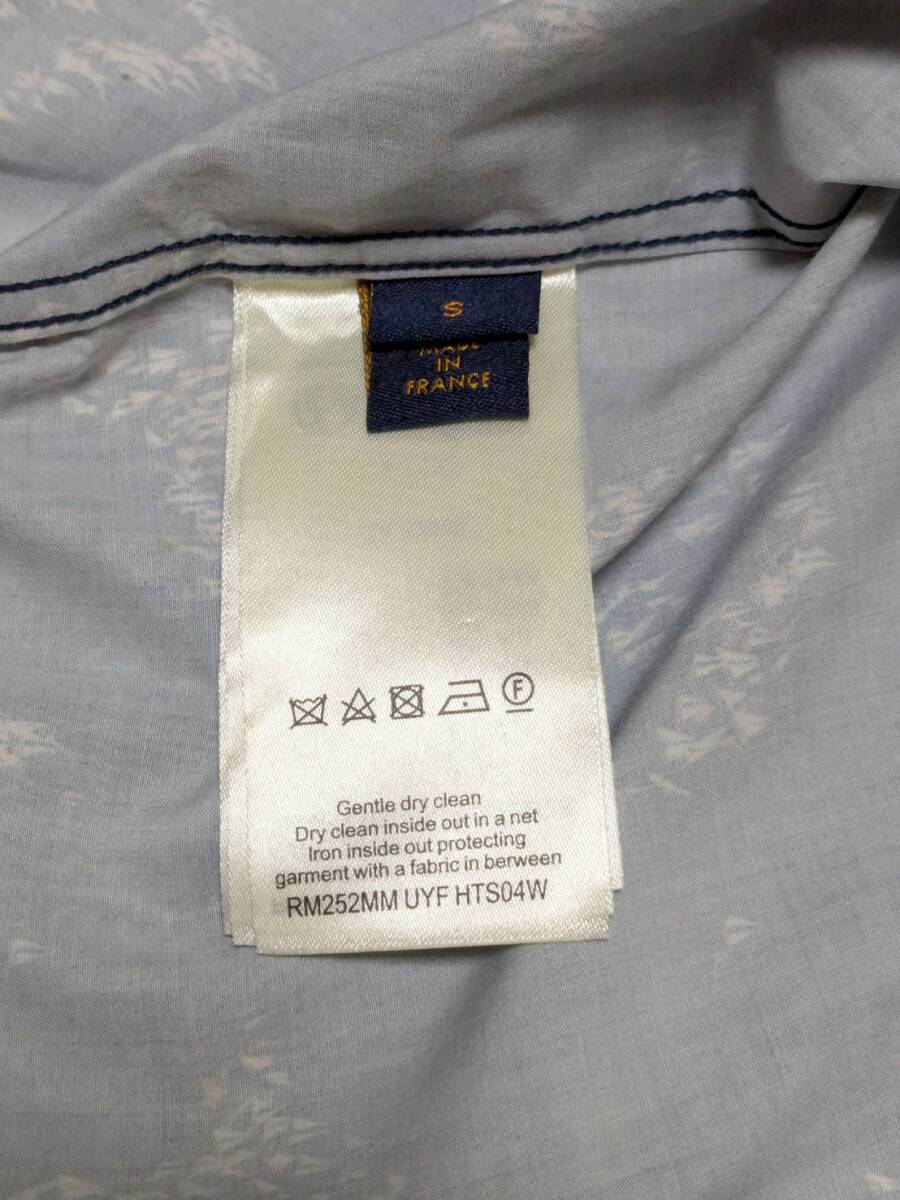 S
MADE
IN
FRANCE
F
Gentle dry clean
Dry clean inside out in a net
Iron inside out protecting
garment with a fabric in berween
RM252MM UYF HTS04W